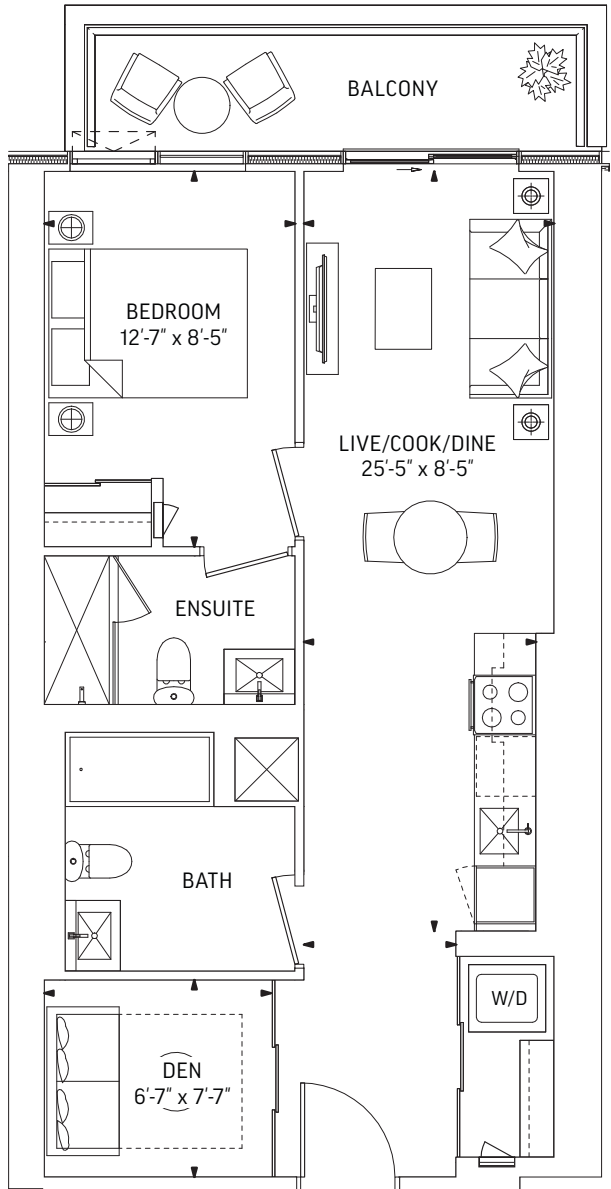 BALCONY
BEDROOM
12'-7" x 8'-5"
LIVE/COOK/DINE
25'-5" x 8'-5"
ENSUITE
BATH
W/D
DEN
6'-7" x 7'-7"